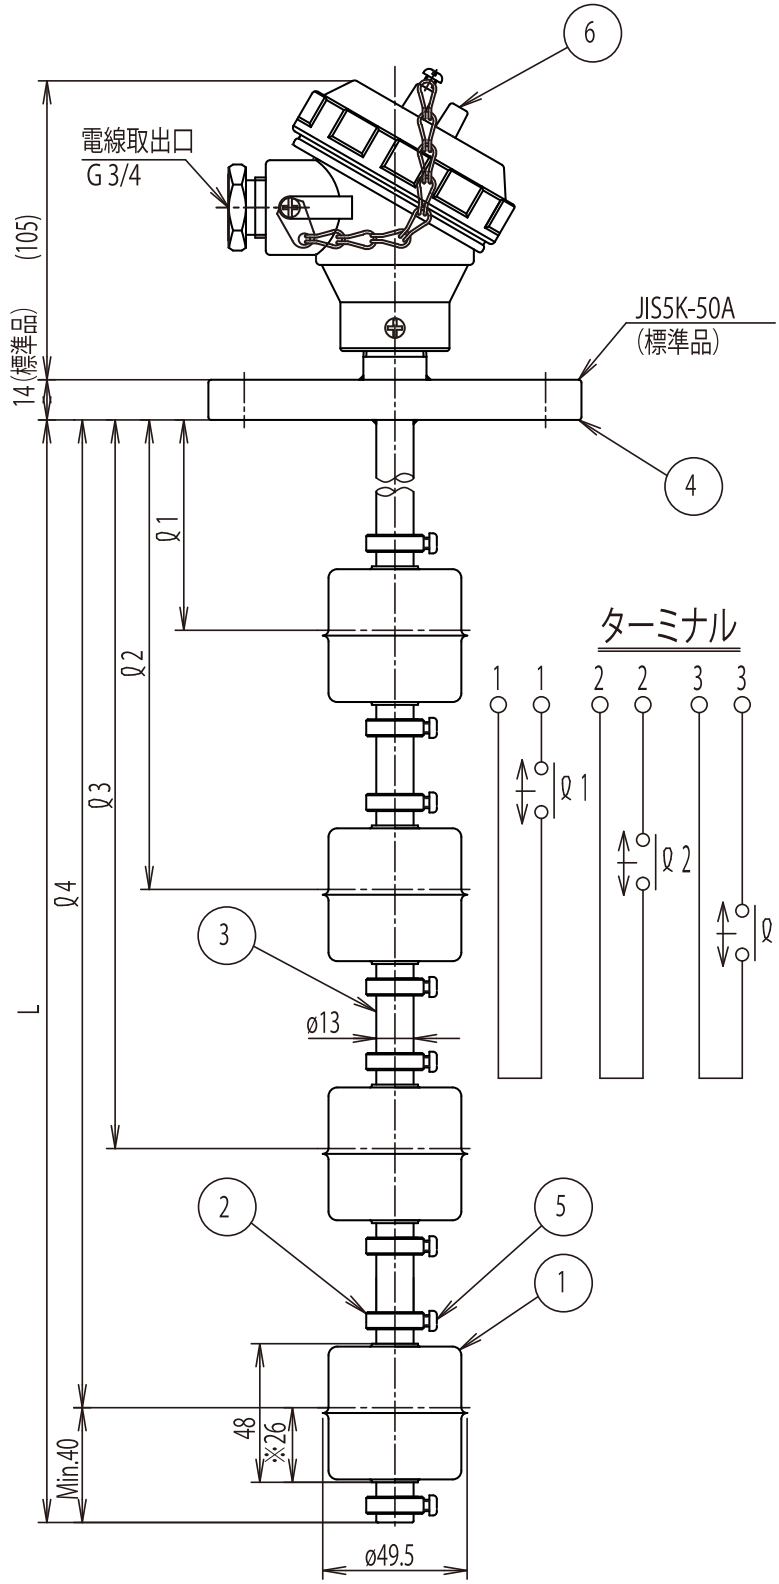 6
電線取出口
G 3/4
(105)
14 (標準品)
JIS5K-50A
(標準品)
4
ℓ1
ℓ2
ℓ3
ℓ4
L
ターミナル
1 1 2 2 3 3
ℓ1
ℓ2
ℓ
3
ø13
2
5
1
48
※26
Min.40
ø49.5